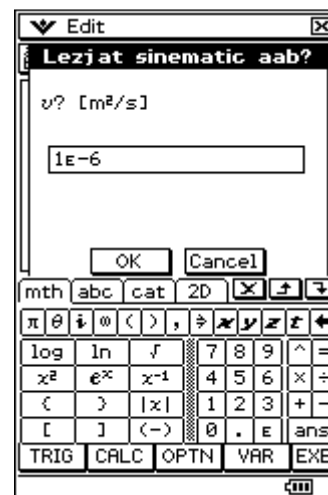 Edit
Lezjat sinematic aab?
υ? [m²/s]
1ᴇ-6
OK Cancel
mth abc cat 2D
π θ i ∞ ( ) , ⇒ x y z t ←
log ln √ 7 8 9 ^ =
x² eˣ x⁻¹ 4 5 6 × ÷
( ) |x| 1 2 3 + −
[ ] (−) 0 . ᴇ ans
TRIG CALC OPTN VAR EXE